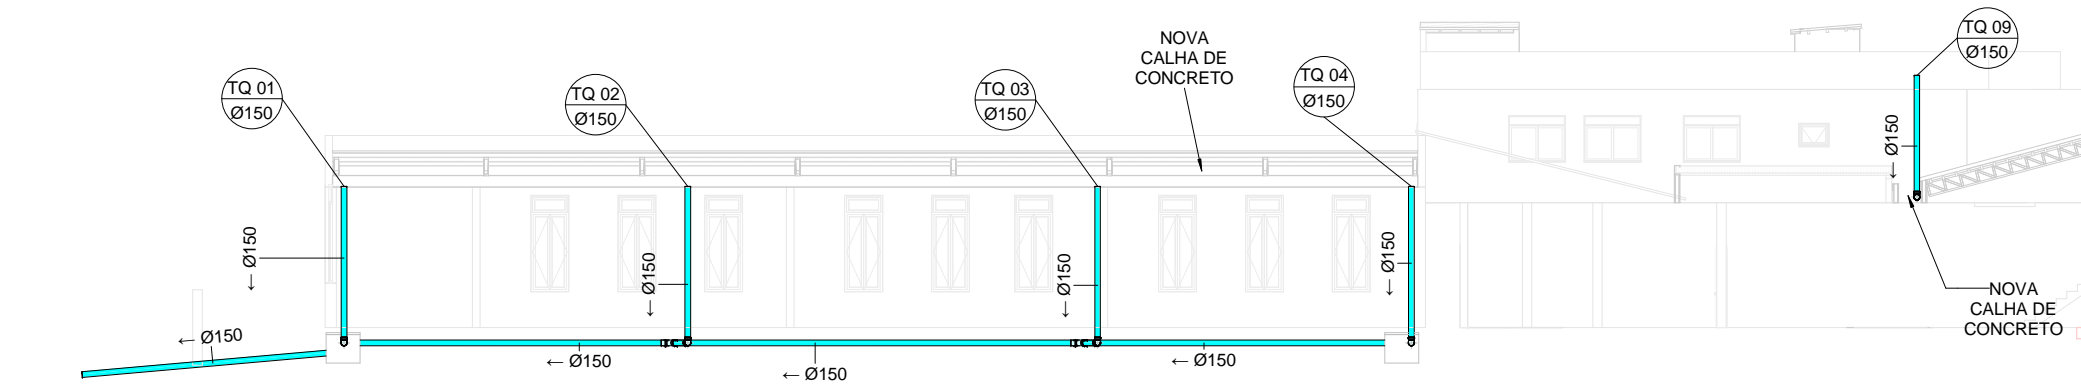 TQ 01
Ø150
TQ 02
Ø150
TQ 03
Ø150
NOVA
CALHA DE
CONCRETO
TQ 04
Ø150
TQ 09
Ø150
← Ø150
← Ø150
← Ø150
← Ø150
← Ø150
NOVA
CALHA DE
CONCRETO
← Ø150
← Ø150
← Ø150
← Ø150